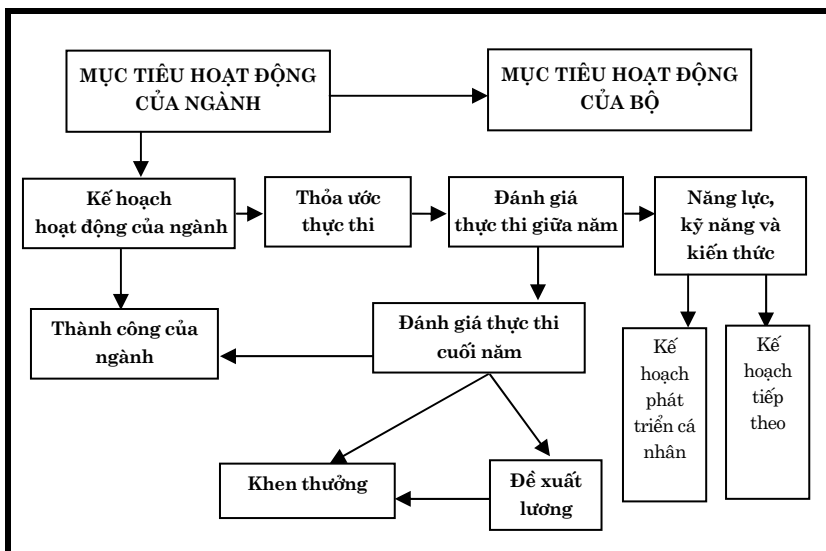 MỤC TIÊU HOẠT ĐỘNG
CỦA NGÀNH
MỤC TIÊU HOẠT ĐỘNG
CỦA BỘ
Kế hoạch
hoạt động của ngành
Thỏa ước
thực thi
Đánh giá
thực thi giữa năm
Năng lực,
kỹ năng và
kiến thức
Thành công của
ngành
Đánh giá thực thi
cuối năm
Kế
hoạch
phát
triển cá
nhân
Kế
hoạch
tiếp
theo
Khen thưởng
Đề xuất
lương